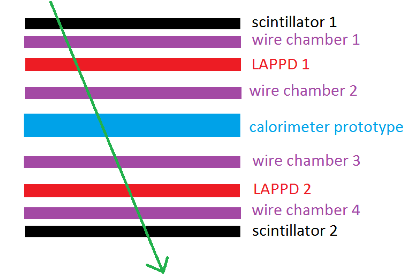 scintillator 1
wire chamber 1
LAPPD 1
wire chamber 2
calorimeter prototype
wire chamber 3
LAPPD 2
wire chamber 4
scintillator 2